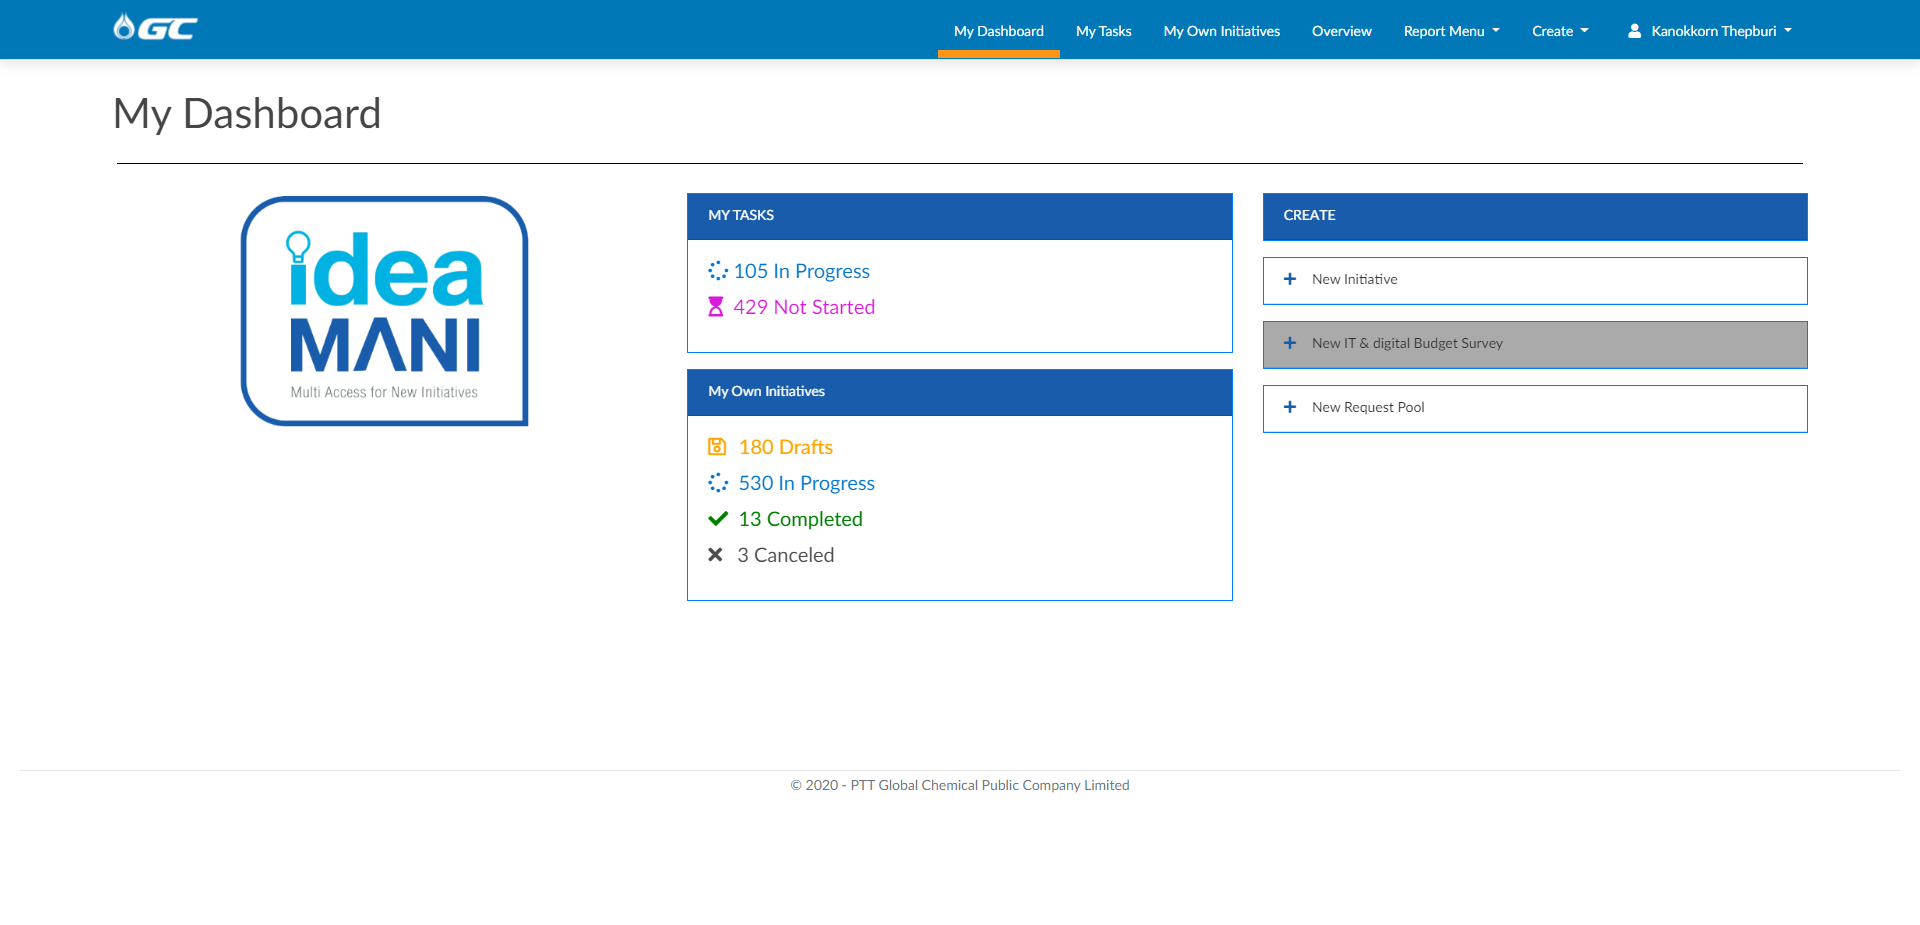 GC
My Dashboard
My Tasks
My Own Initiatives
Overview
Report Menu
Create
Kanokkorn Thepburi
My Dashboard
idea
MANI
Multi Access for New Initiatives
MY TASKS
105 In Progress
429 Not Started
My Own Initiatives
180 Drafts
530 In Progress
13 Completed
3 Canceled
CREATE
New Initiative
New IT & digital Budget Survey
New Request Pool
© 2020 - PTT Global Chemical Public Company Limited